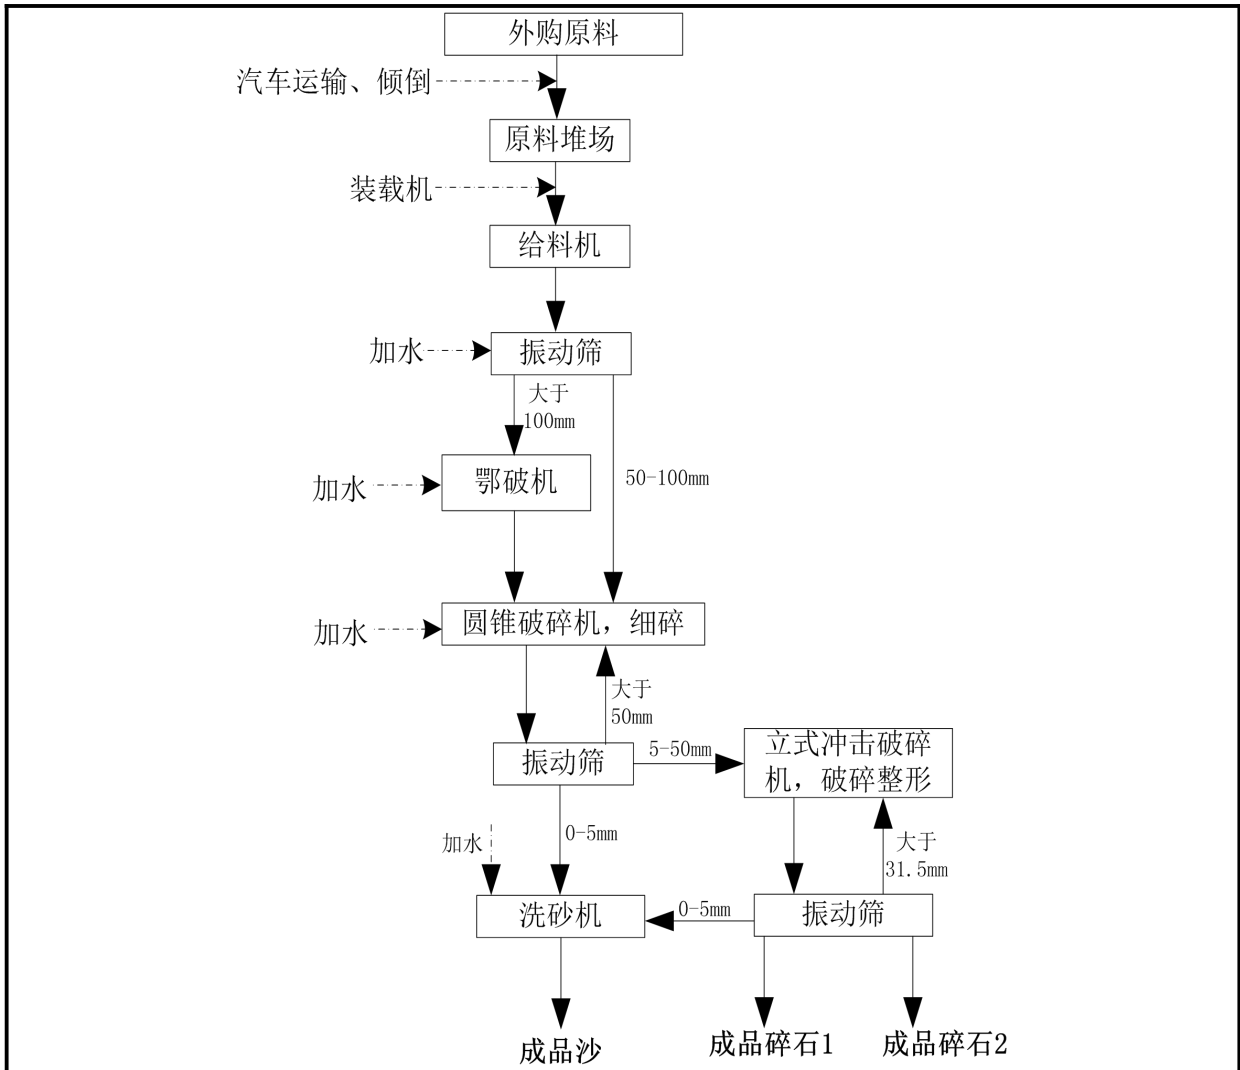 外购原料
汽车运输、倾倒
原料堆场
装载机
给料机
加水
振动筛
大于
100mm
50-100mm
加水
鄂破机
加水
圆锥破碎机，细碎
大于
50mm
振动筛
5-50mm
立式冲击破碎
机，破碎整形
0-5mm
加水
大于
31.5mm
洗砂机
0-5mm
振动筛
成品沙
成品碎石1
成品碎石2